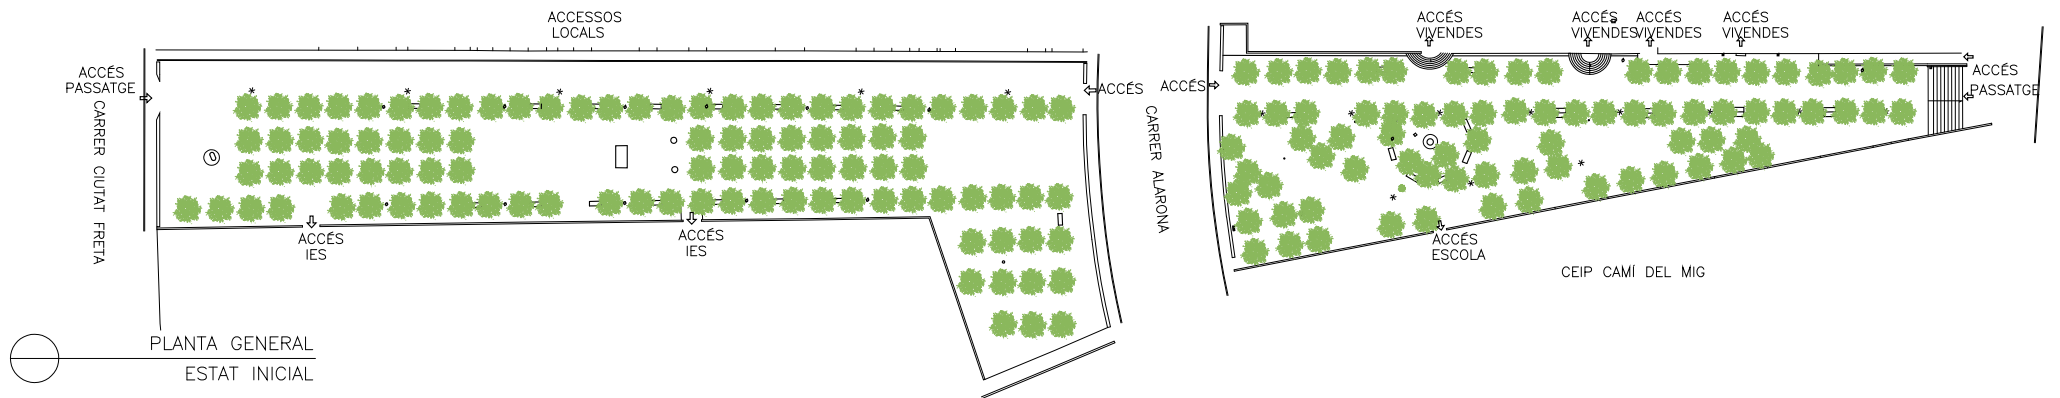 ACCESSOS
LOCALS
ACCÉS
PASSATGE
CARRER CIUTAT FRETA
ACCÉS
IES
ACCÉS
IES
ACCÉS
CARRER ALARONA
ACCÉS
ACCÉS
VIVENDES
ACCÉS
VIVENDES
ACCÉS
VIVENDES
ACCÉS
VIVENDES
ACCÉS
PASSATGE
ACCÉS
ESCOLA
CEIP CAMÍ DEL MIG
PLANTA GENERAL
ESTAT INICIAL